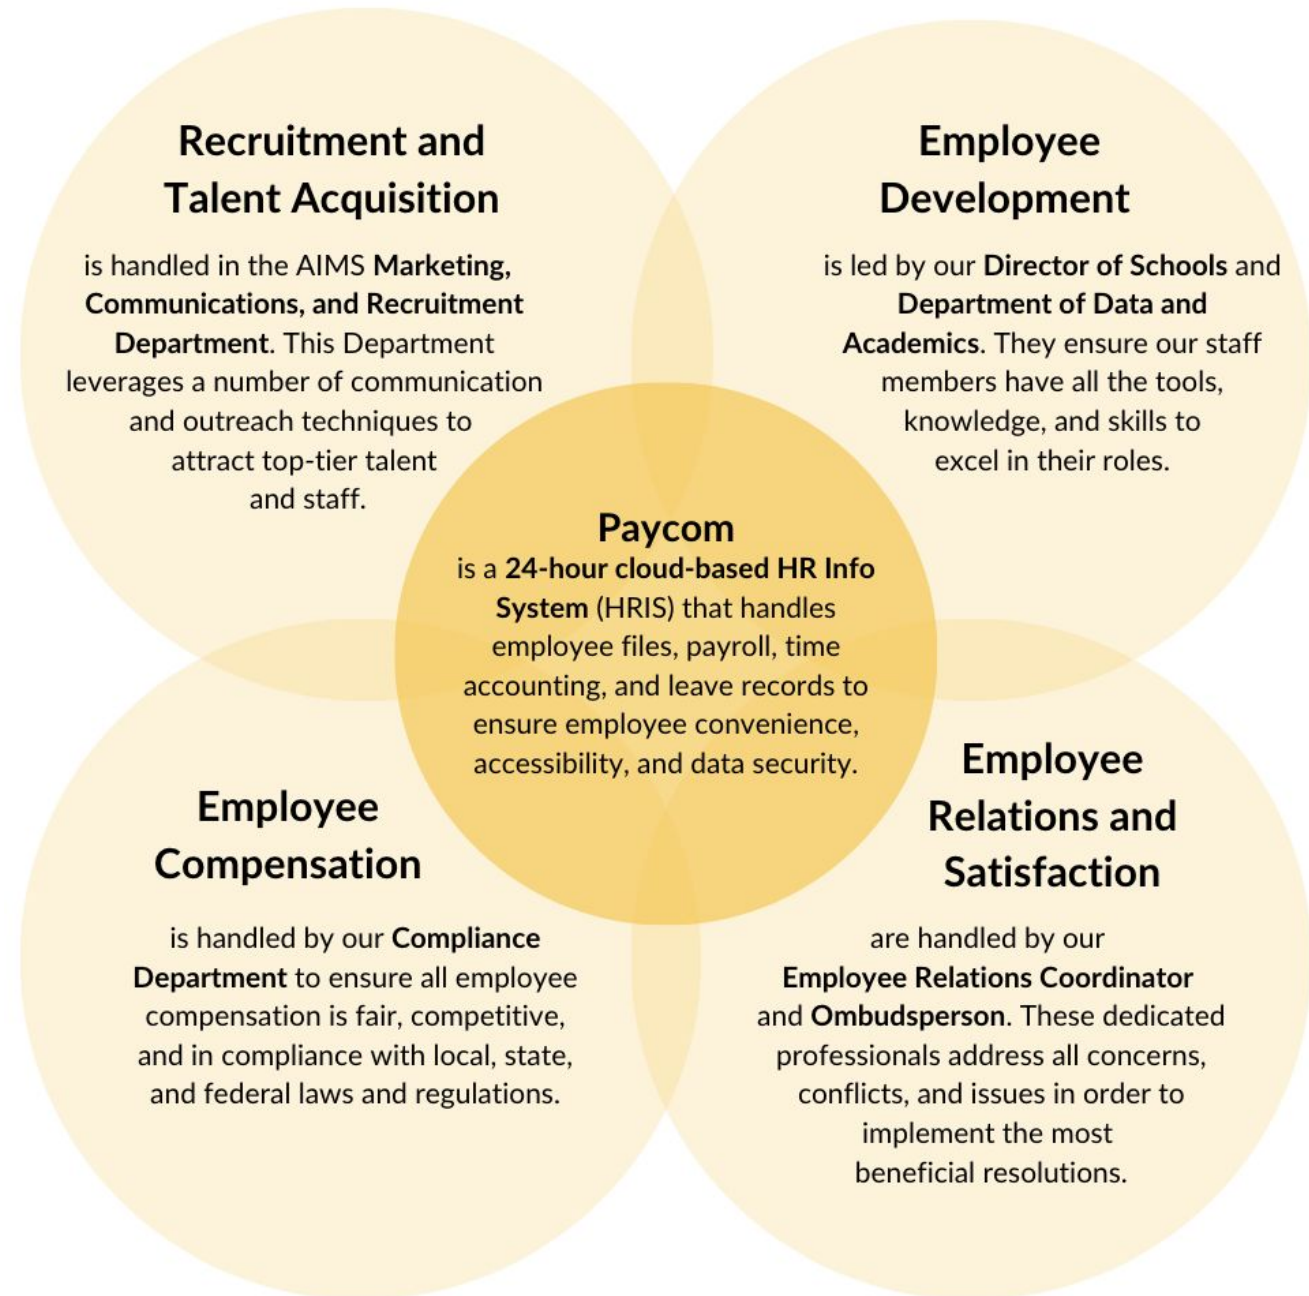 Recruitment and
Talent Acquisition
is handled in the AIMS Marketing,
Communications, and Recruitment
Department. This Department
leverages a number of communication
and outreach techniques to
attract top-tier talent
and staff.
Employee
Development
is led by our Director of Schools and
Department of Data and
Academics. They ensure our staff
members have all the tools,
knowledge, and skills to
excel in their roles.
Paycom
is a 24-hour cloud-based HR Info
System (HRIS) that handles
employee files, payroll, time
accounting, and leave records to
ensure employee convenience,
accessibility, and data security.
Employee
Compensation
is handled by our Compliance
Department to ensure all employee
compensation is fair, competitive,
and in compliance with local, state,
and federal laws and regulations.
Employee
Relations and
Satisfaction
are handled by our
Employee Relations Coordinator
and Ombudsperson. These dedicated
professionals address all concerns,
conflicts, and issues in order to
implement the most
beneficial resolutions.